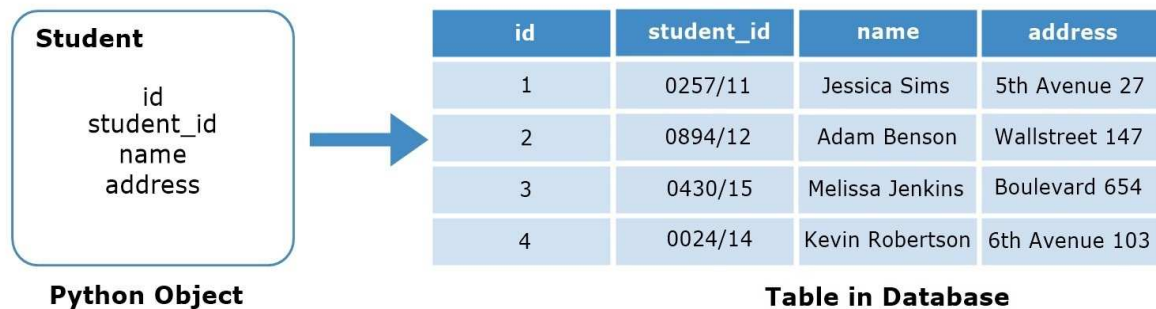 Student
id
student_id
name
address
Python Object
id student_id name address
1 0257/11 Jessica Sims 5th Avenue 27
2 0894/12 Adam Benson Wallstreet 147
3 0430/15 Melissa Jenkins Boulevard 654
4 0024/14 Kevin Robertson 6th Avenue 103
Table in Database